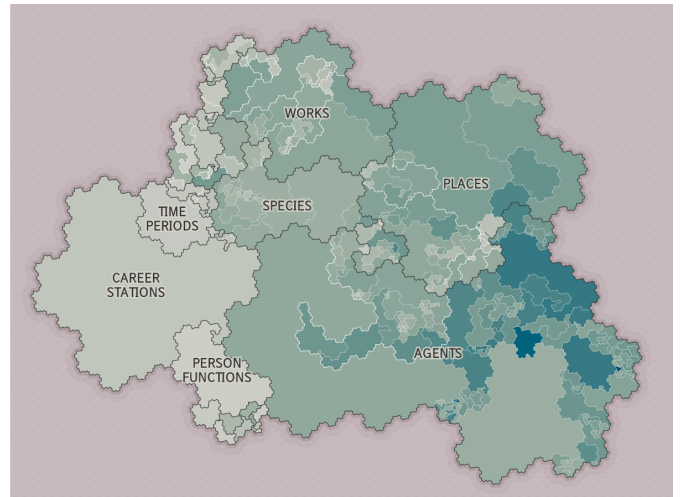 WORKS
PLACES
SPECIES
TIME
PERIODS
CAREER
STATIONS
PERSON
FUNCTIONS
AGENTS